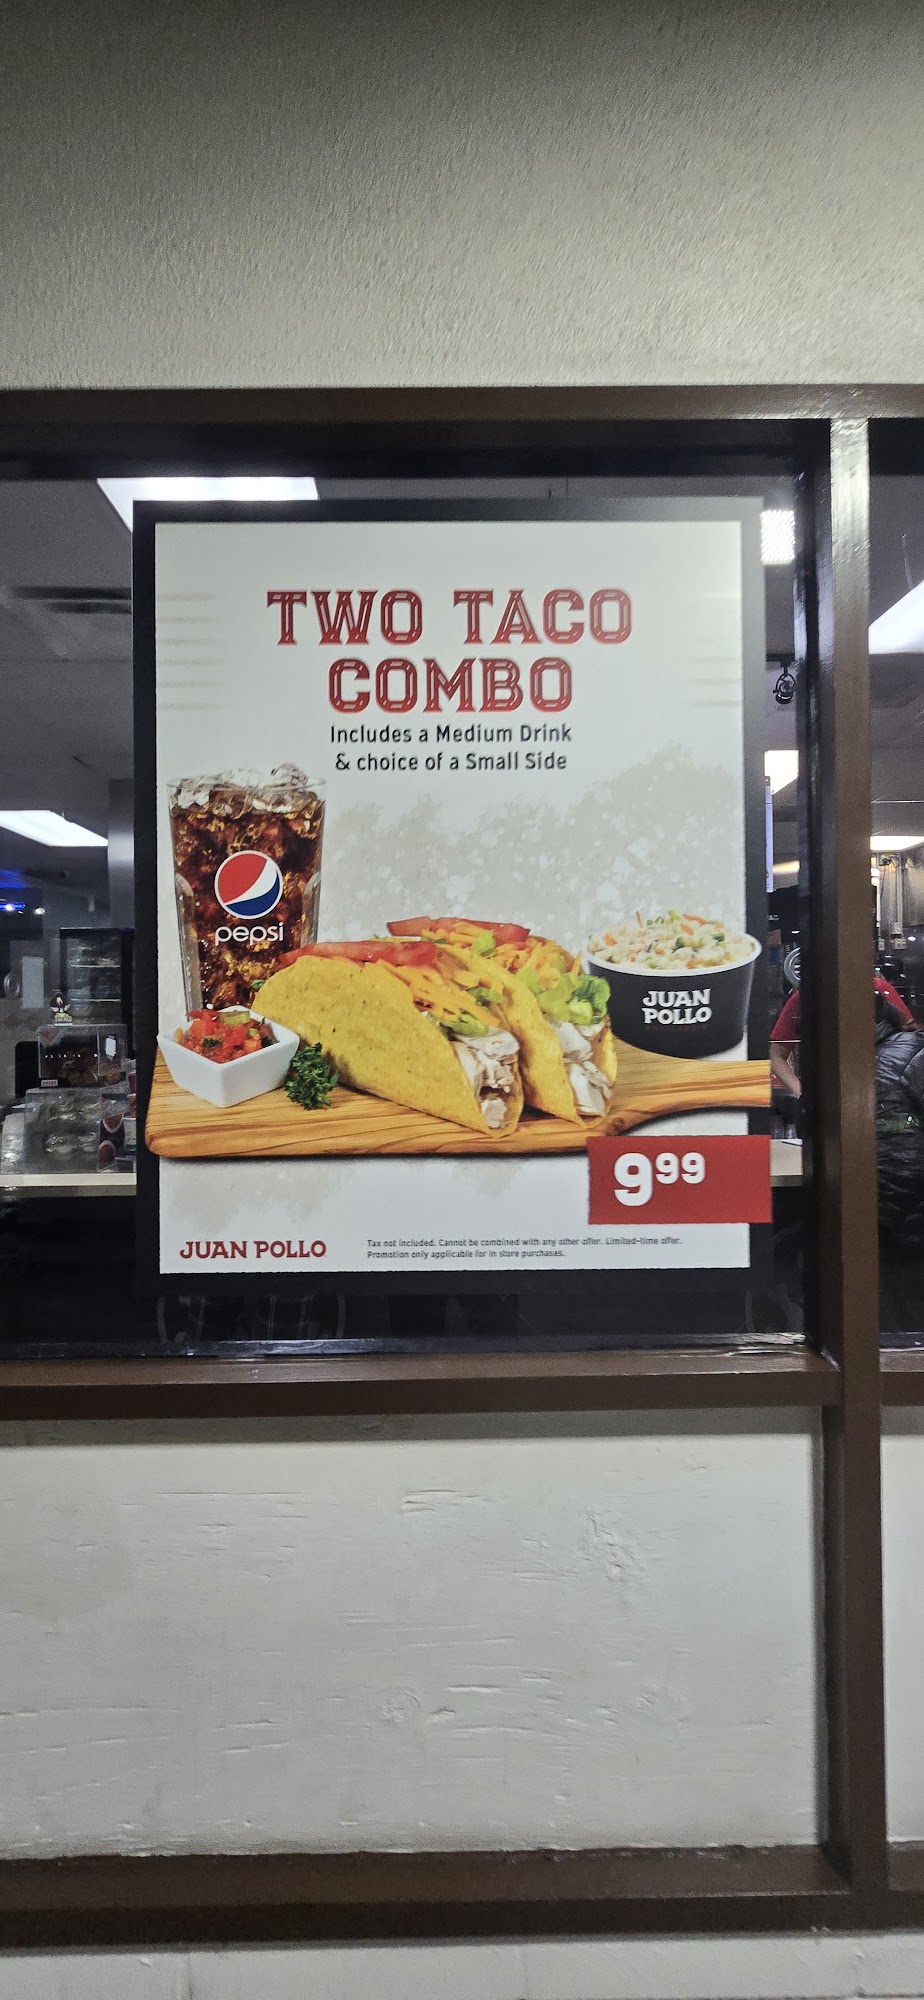 TWO TACO
COMBO
Includes a Medium Drink
& choice of a Small Side
pepsi
JUAN
POLLO
9⁹⁹
JUAN POLLO
Tax not included. Cannot be combined with any other offer. Limited-time offer.
Promotion only applicable for in store purchases.